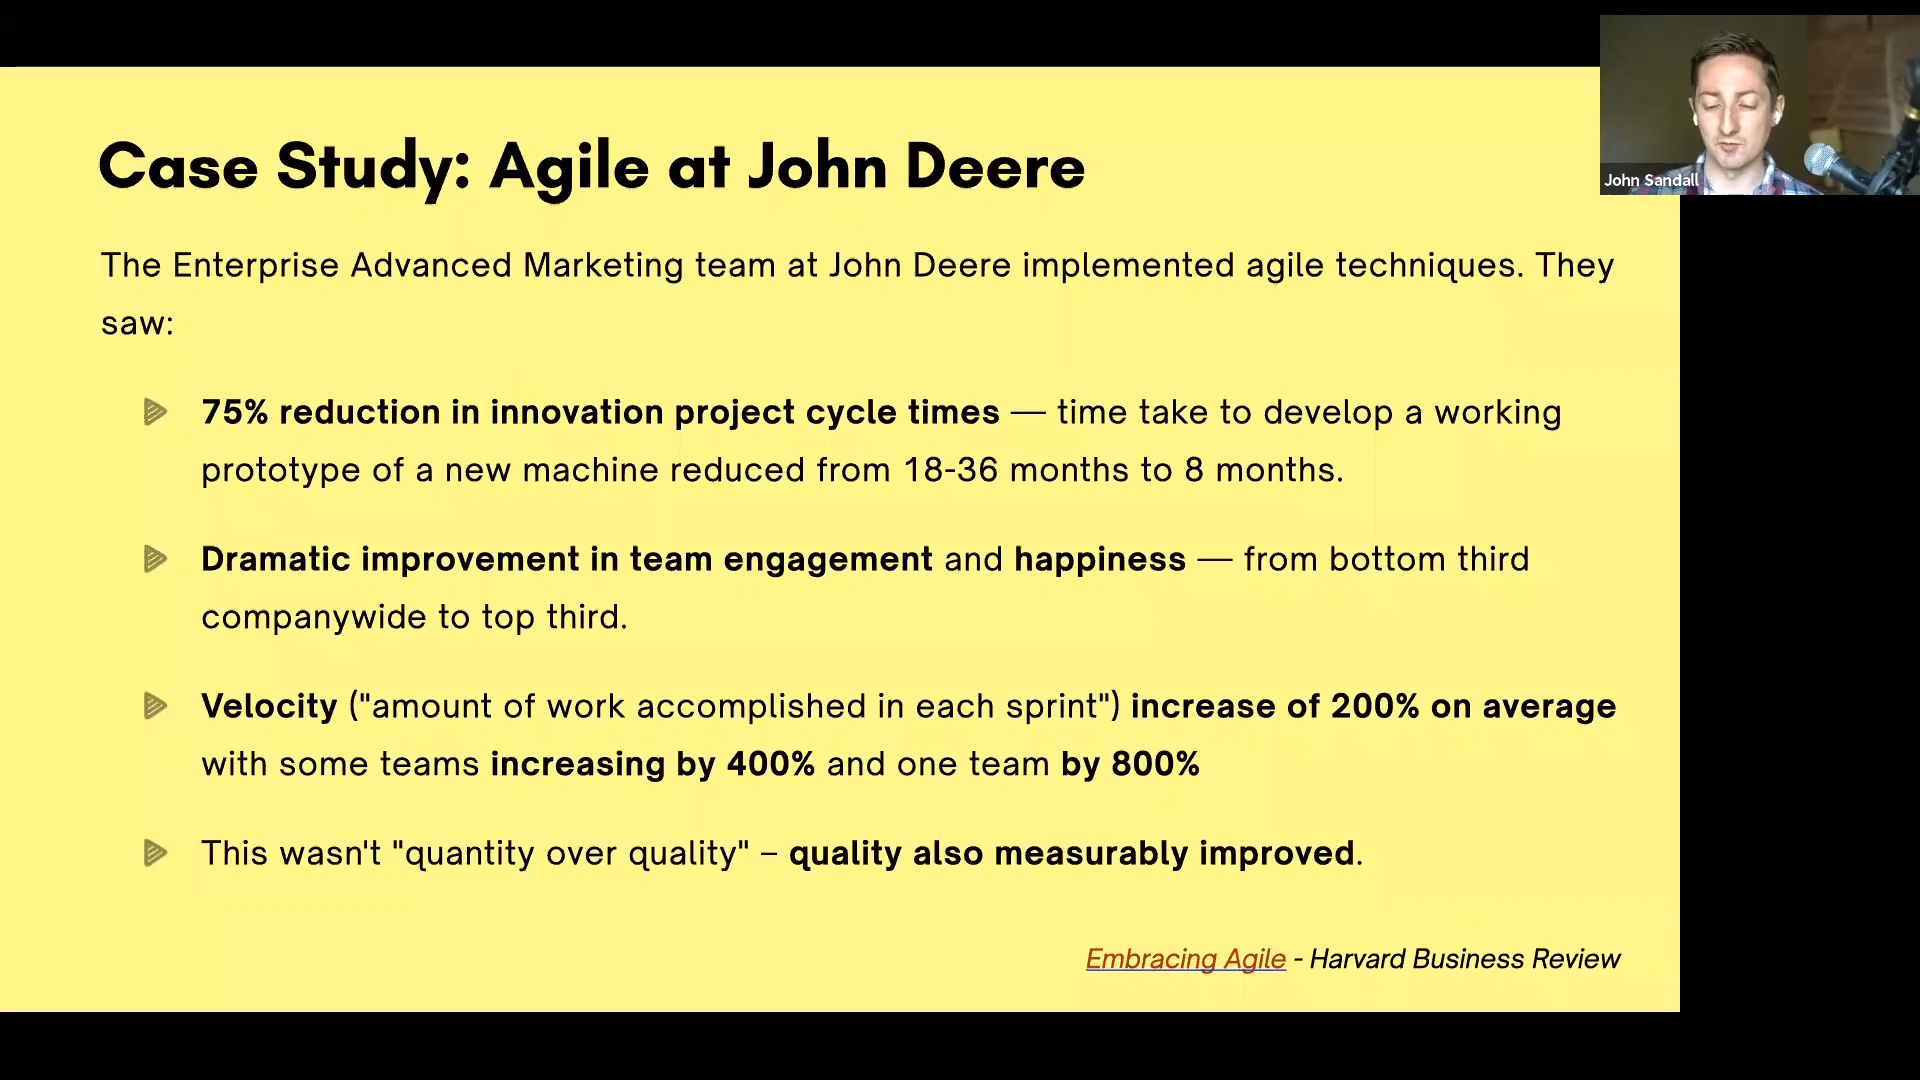 Case Study: Agile at John Deere
John Sandall
The Enterprise Advanced Marketing team at John Deere implemented agile techniques. They
saw:
75% reduction in innovation project cycle times — time take to develop a working
prototype of a new machine reduced from 18-36 months to 8 months.
Dramatic improvement in team engagement and happiness — from bottom third
companywide to top third.
Velocity ("amount of work accomplished in each sprint") increase of 200% on average
with some teams increasing by 400% and one team by 800%
This wasn't "quantity over quality" – quality also measurably improved.
Embracing Agile - Harvard Business Review